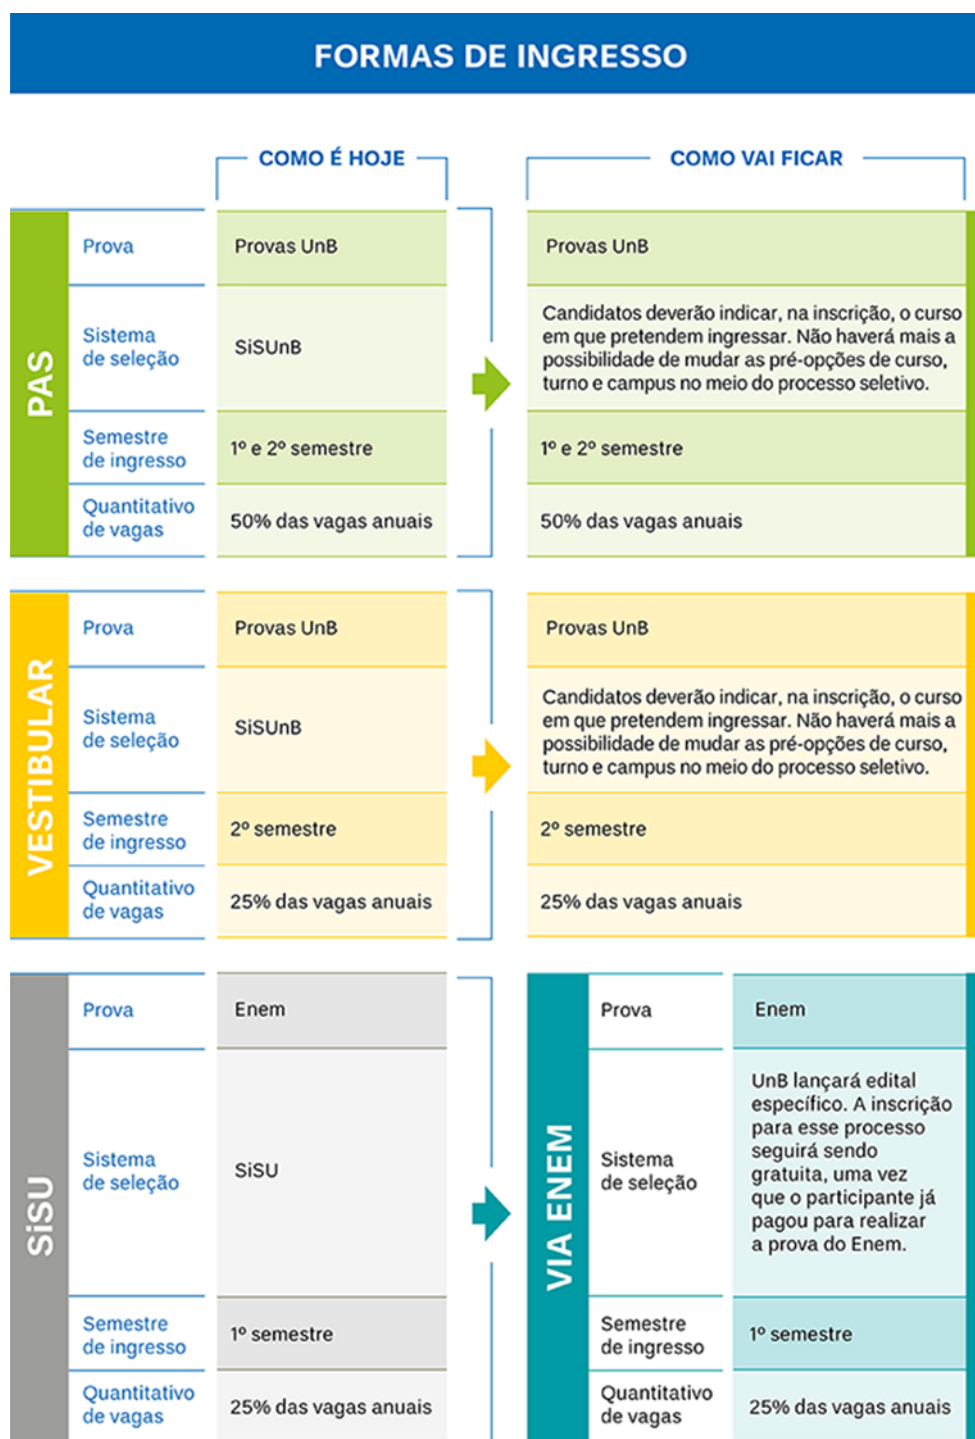 FORMAS DE INGRESSO
COMO É HOJE
COMO VAI FICAR
PAS
Prova
Provas UnB
Provas UnB
Sistema
de seleção
SiSUnB
Candidatos deverão indicar, na inscrição, o curso
em que pretendem ingressar. Não haverá mais a
possibilidade de mudar as pré-opções de curso,
turno e campus no meio do processo seletivo.
Semestre
de ingresso
1º e 2º semestre
1º e 2º semestre
Quantitativo
de vagas
50% das vagas anuais
50% das vagas anuais
VESTIBULAR
Prova
Provas UnB
Provas UnB
Sistema
de seleção
SiSUnB
Candidatos deverão indicar, na inscrição, o curso
em que pretendem ingressar. Não haverá mais a
possibilidade de mudar as pré-opções de curso,
turno e campus no meio do processo seletivo.
Semestre
de ingresso
2º semestre
2º semestre
Quantitativo
de vagas
25% das vagas anuais
25% das vagas anuais
SiSU
Prova
Enem
Sistema
de seleção
SiSU
Semestre
de ingresso
1º semestre
Quantitativo
de vagas
25% das vagas anuais
VIA ENEM
Prova
Enem
Sistema
de seleção
UnB lançará edital
específico. A inscrição
para esse processo
seguirá sendo
gratuita, uma vez
que o participante já
pagou para realizar
a prova do Enem.
Semestre
de ingresso
1º semestre
Quantitativo
de vagas
25% das vagas anuais